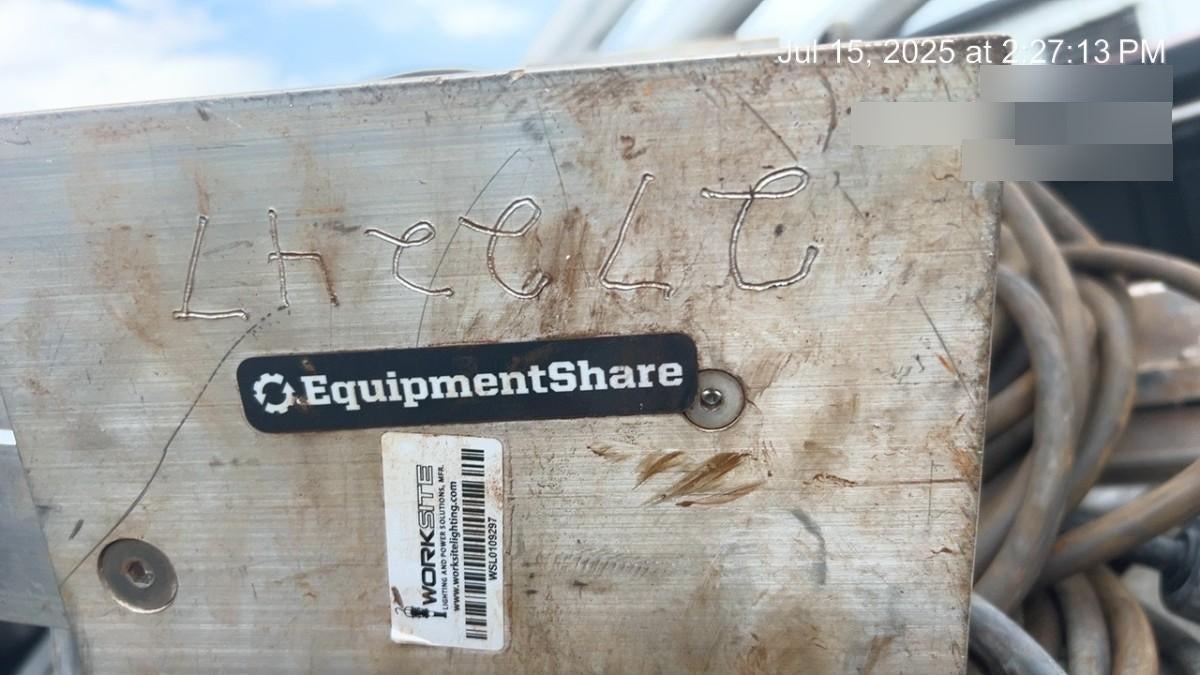 Jul 15, 2025 at 2:27:13 PM
272247
EquipmentShare
WORKSITE
LIGHTING AND POWER SOLUTIONS, MFR.
www.worksitelighting.com
WSL0109297